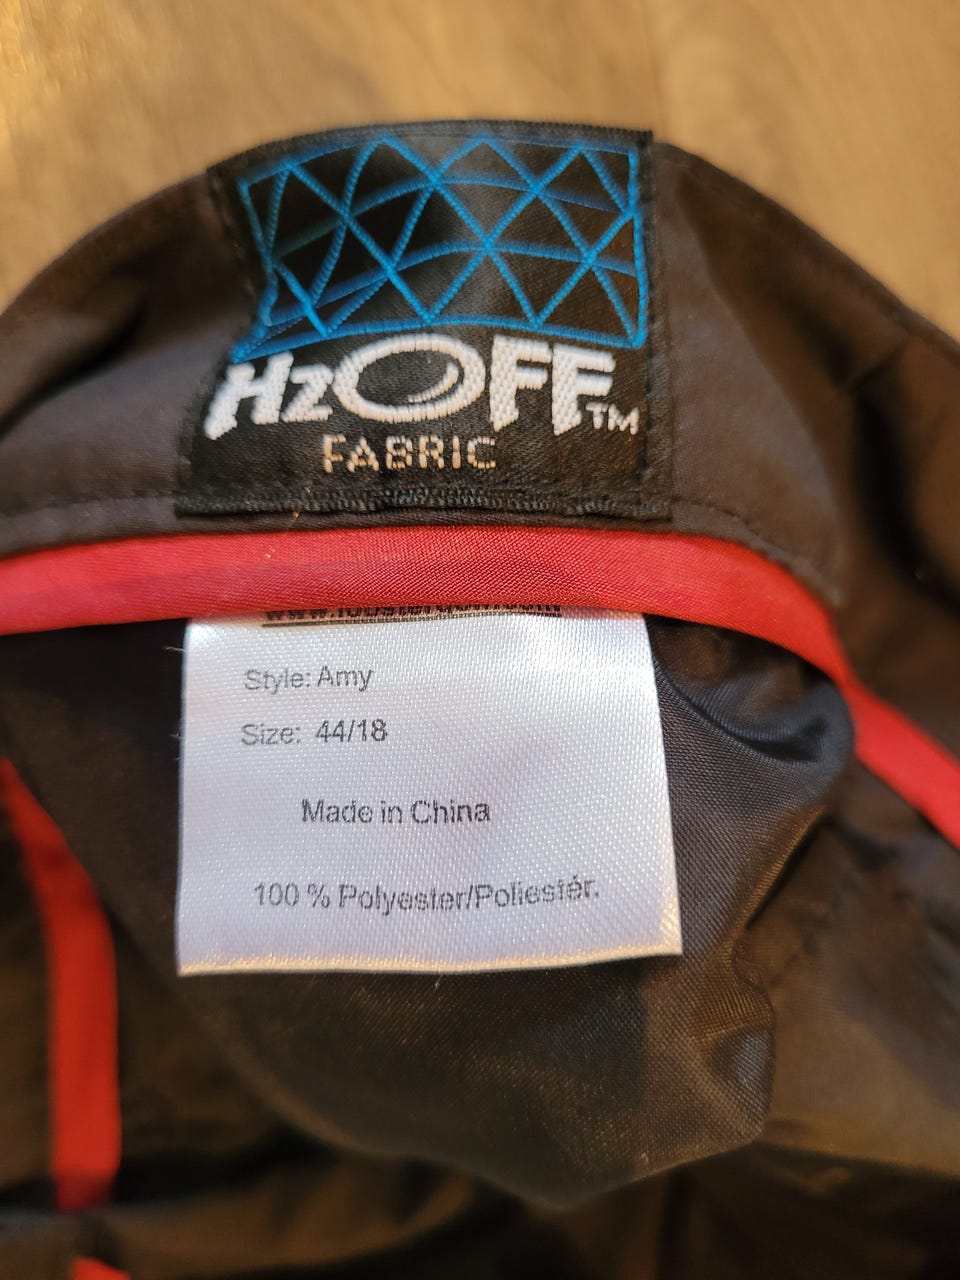 H2OFF™
FABRIC
Style: Amy
Size: 44/18
Made in China
100 % Polyester/Poliestér.